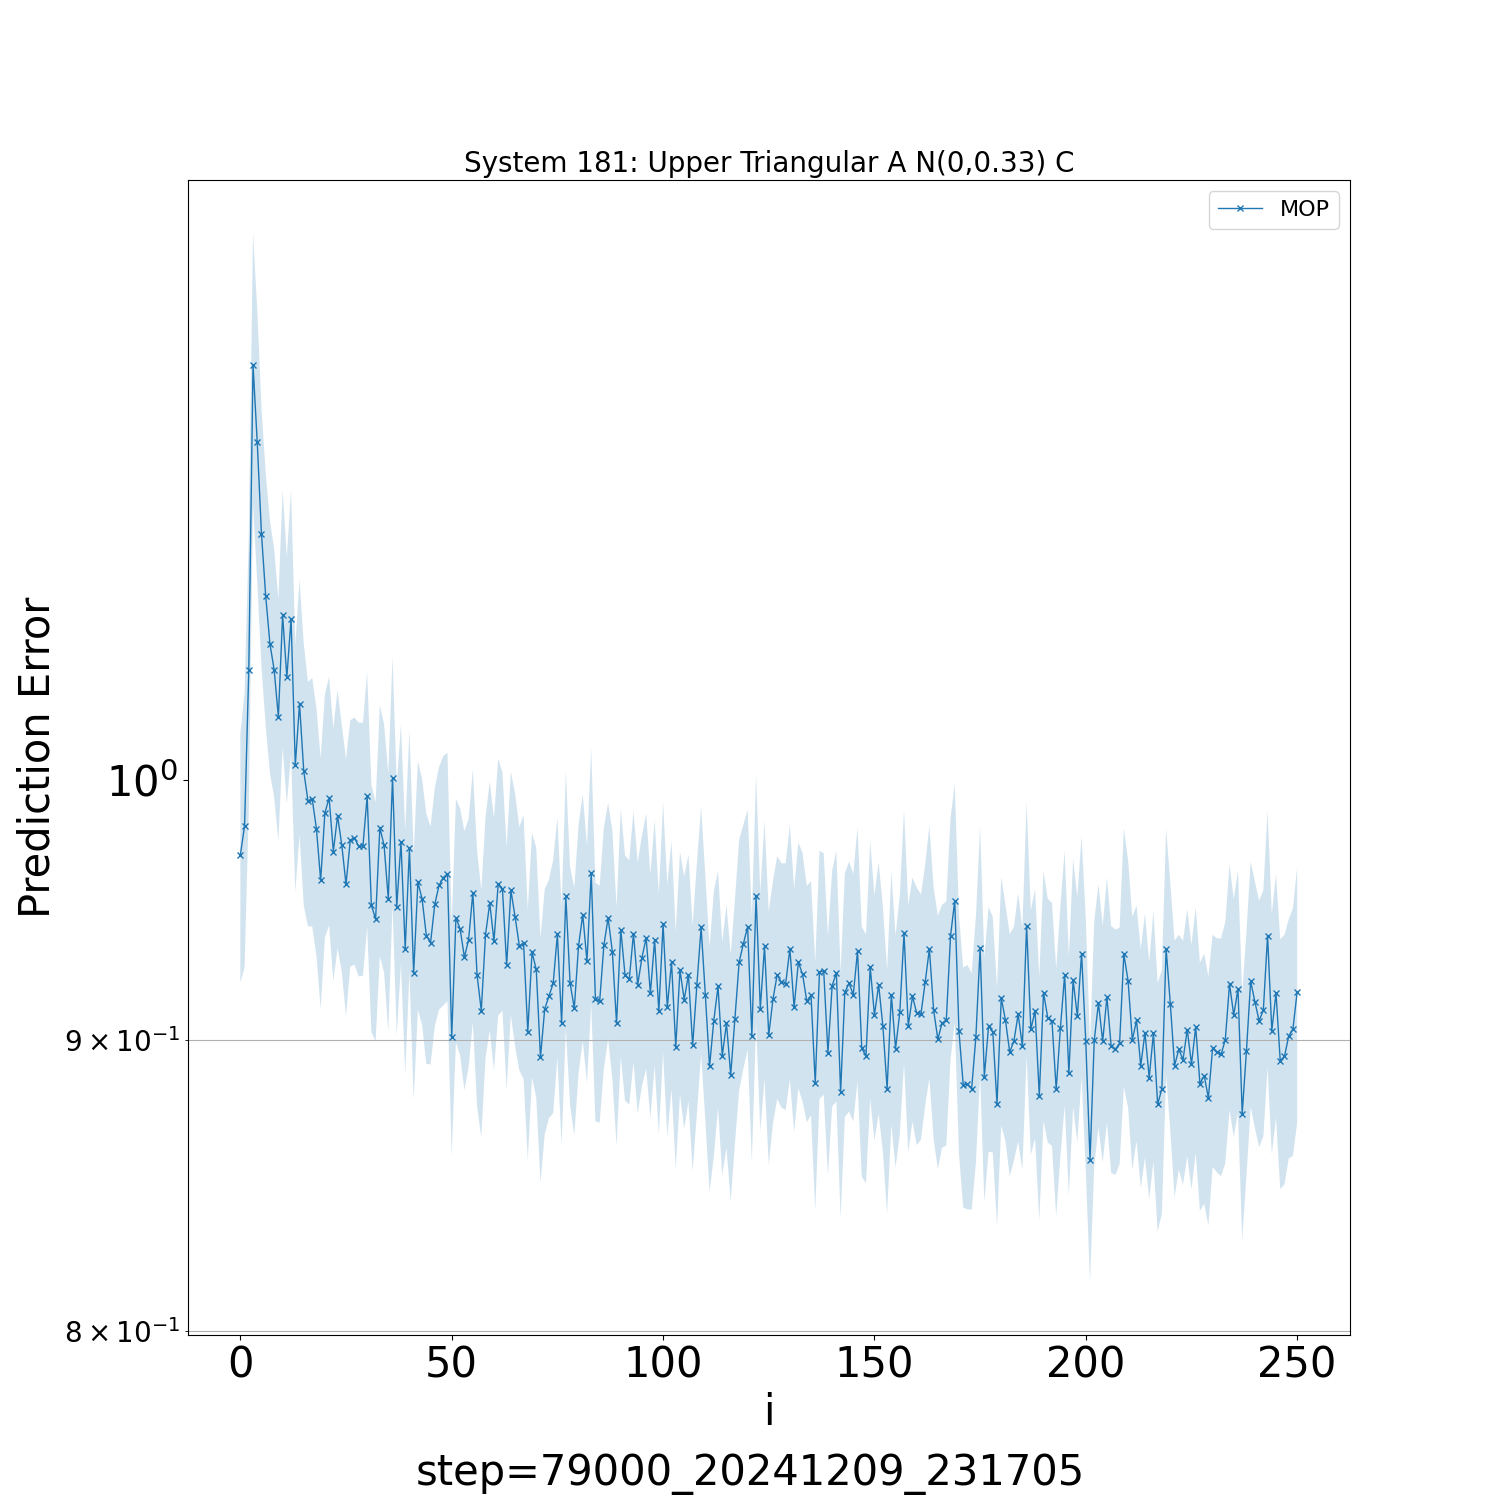 System 181: Upper Triangular A N(0,0.33) C
MOP
Prediction Error
10⁰
9 × 10⁻¹
8 × 10⁻¹
0 50 100 150 200 250
i
step=79000_20241209_231705